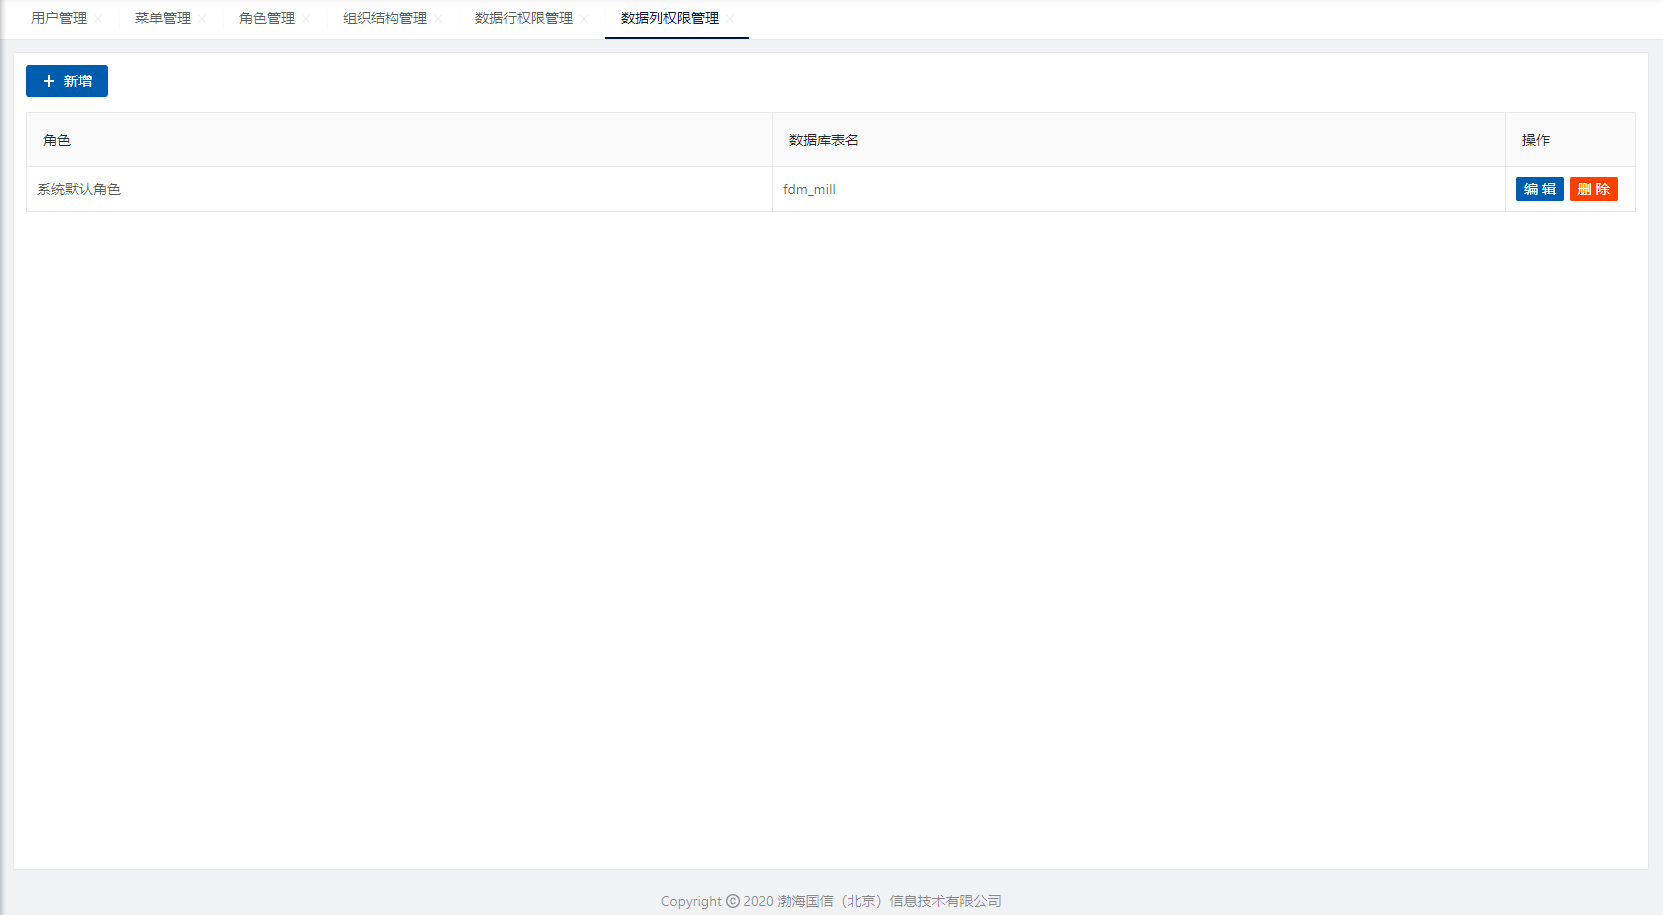 用户管理 菜单管理 角色管理 组织结构管理 数据行权限管理 数据列权限管理
新增
角色 数据库表名 操作
系统默认角色 fdm_mill 编 辑 删 除
Copyright © 2020 渤海国信（北京）信息技术有限公司